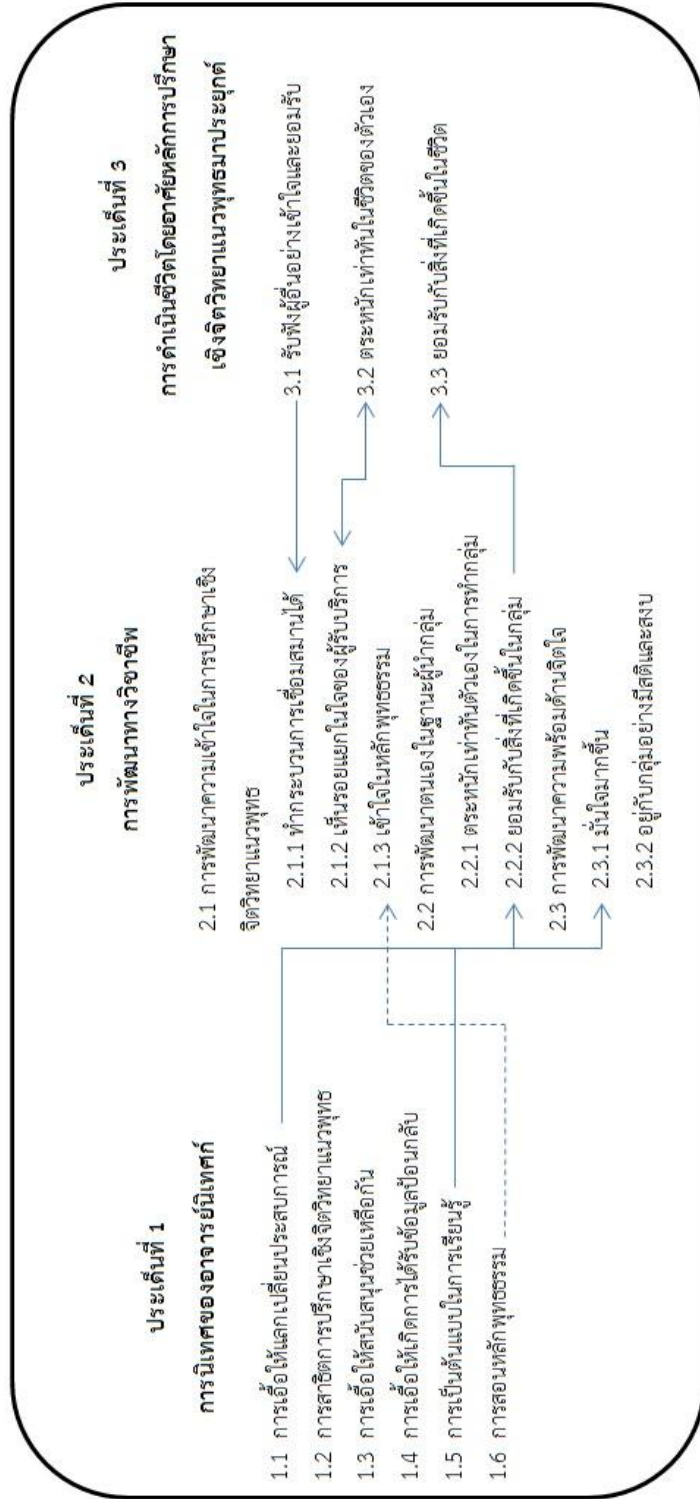 ประเด็นที่ 1
การนิเทศของอาจารย์นิเทศก์
1.1 การเอื้อให้แลกเปลี่ยนประสบการณ์
1.2 การสาธิตการปรึกษาเชิงจิตวิทยาแนวพุทธ
1.3 การเอื้อให้สนับสนุนช่วยเหลือกัน
1.4 การเอื้อให้เกิดการได้รับข้อมูลป้อนกลับ
1.5 การเป็นต้นแบบในการเรียนรู้
1.6 การสอนหลักพุทธธรรม
ประเด็นที่ 2
การพัฒนาทางวิชาชีพ
2.1 การพัฒนาความเข้าใจในการปรึกษาเชิง
จิตวิทยาแนวพุทธ
2.1.1 ทำกระบวนการเชื่อมสมานได้
2.1.2 เห็นรอยแยกในใจของผู้รับบริการ
2.1.3 เข้าใจในหลักพุทธธรรม
2.2 การพัฒนาตนเองในฐานะผู้นำกลุ่ม
2.2.1 ตระหนักเท่าทันตัวเองในการทำกลุ่ม
2.2.2 ยอมรับกับสิ่งที่เกิดขึ้นในกลุ่ม
2.3 การพัฒนาความพร้อมด้านจิตใจ
2.3.1 มั่นใจมากขึ้น
2.3.2 อยู่กับกลุ่มอย่างมีสติและสงบ
ประเด็นที่ 3
การดำเนินชีวิตโดยอาศัยหลักการปรึกษา
เชิงจิตวิทยาแนวพุทธมาประยุกต์
3.1 รับฟังผู้อื่นอย่างเข้าใจและยอมรับ
3.2 ตระหนักเท่าทันในชีวิตของตัวเอง
3.3 ยอมรับกับสิ่งที่เกิดขึ้นในชีวิต